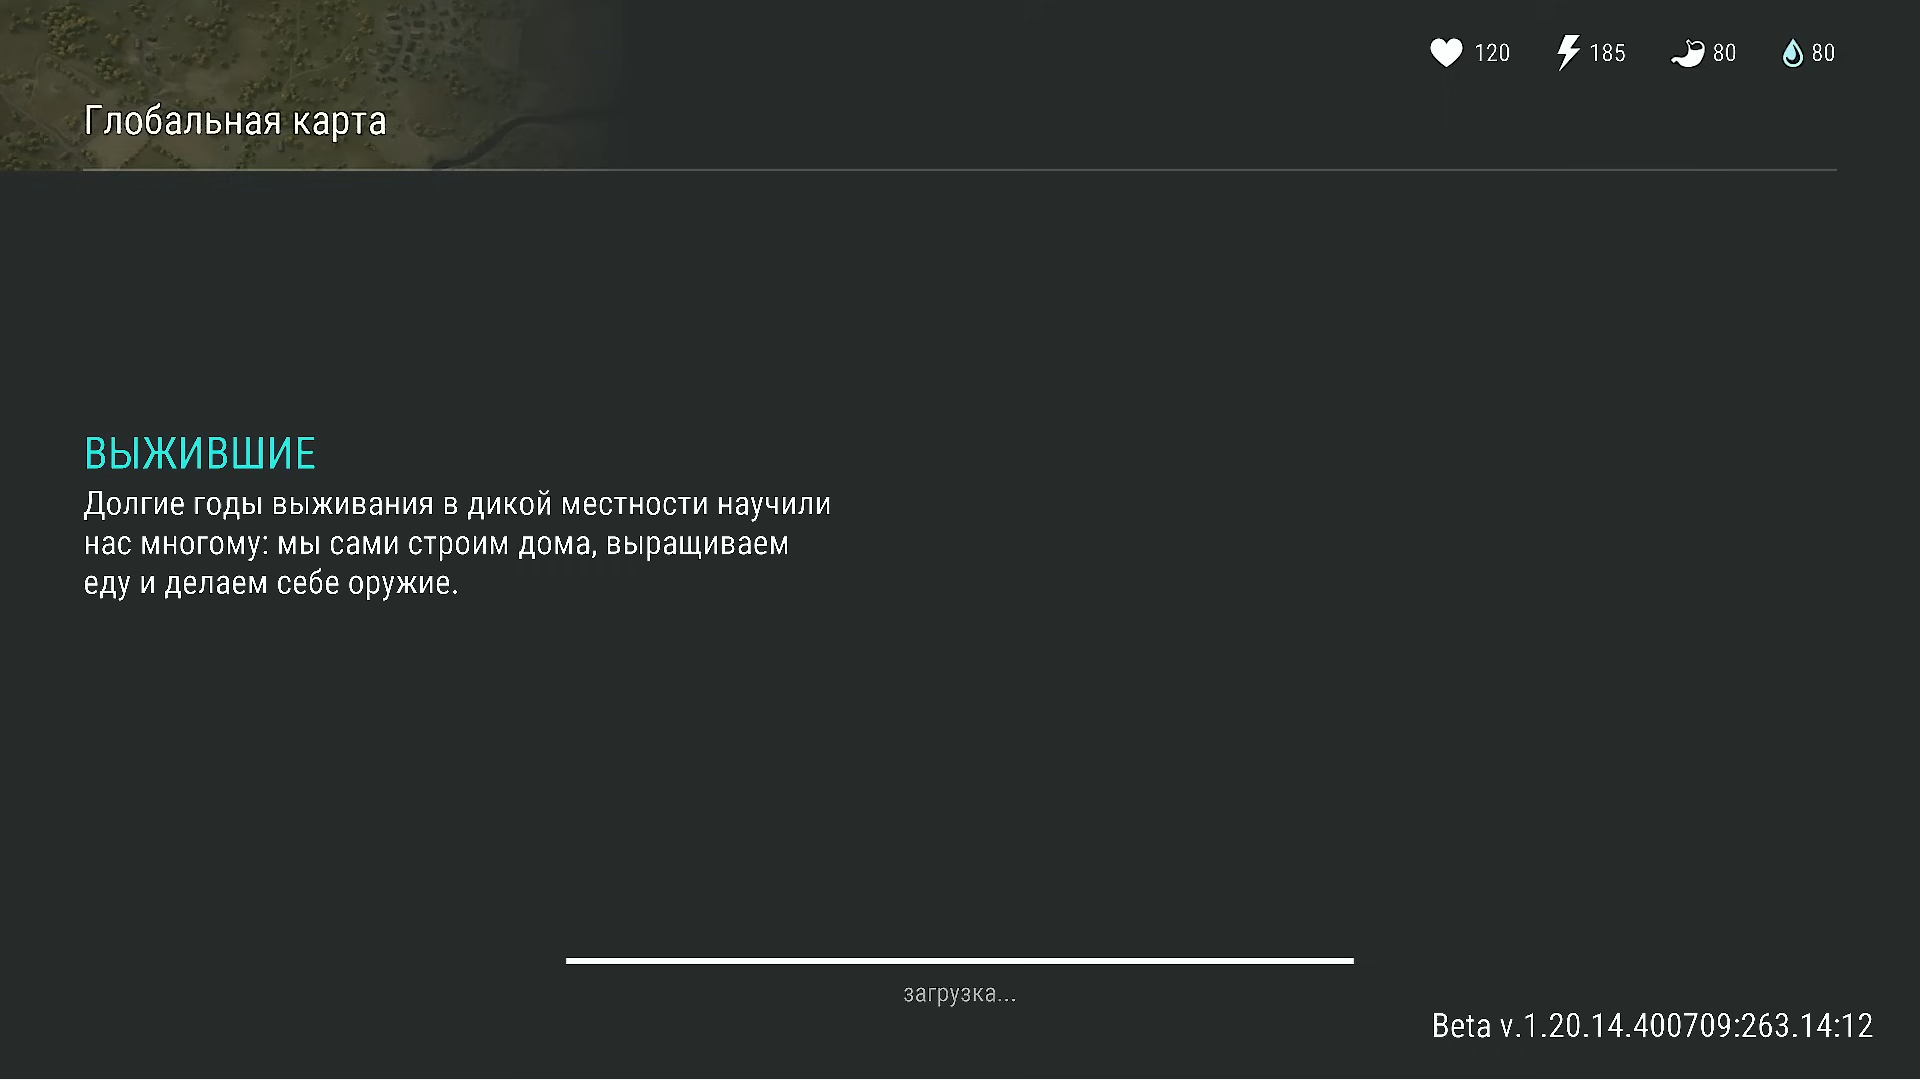 120 185 80 80
Глобальная карта
ВЫЖИВШИЕ
Долгие годы выживания в дикой местности научили
нас многому: мы сами строим дома, выращиваем
еду и делаем себе оружие.
загрузка...
Beta v.1.20.14.400709:263.14:12